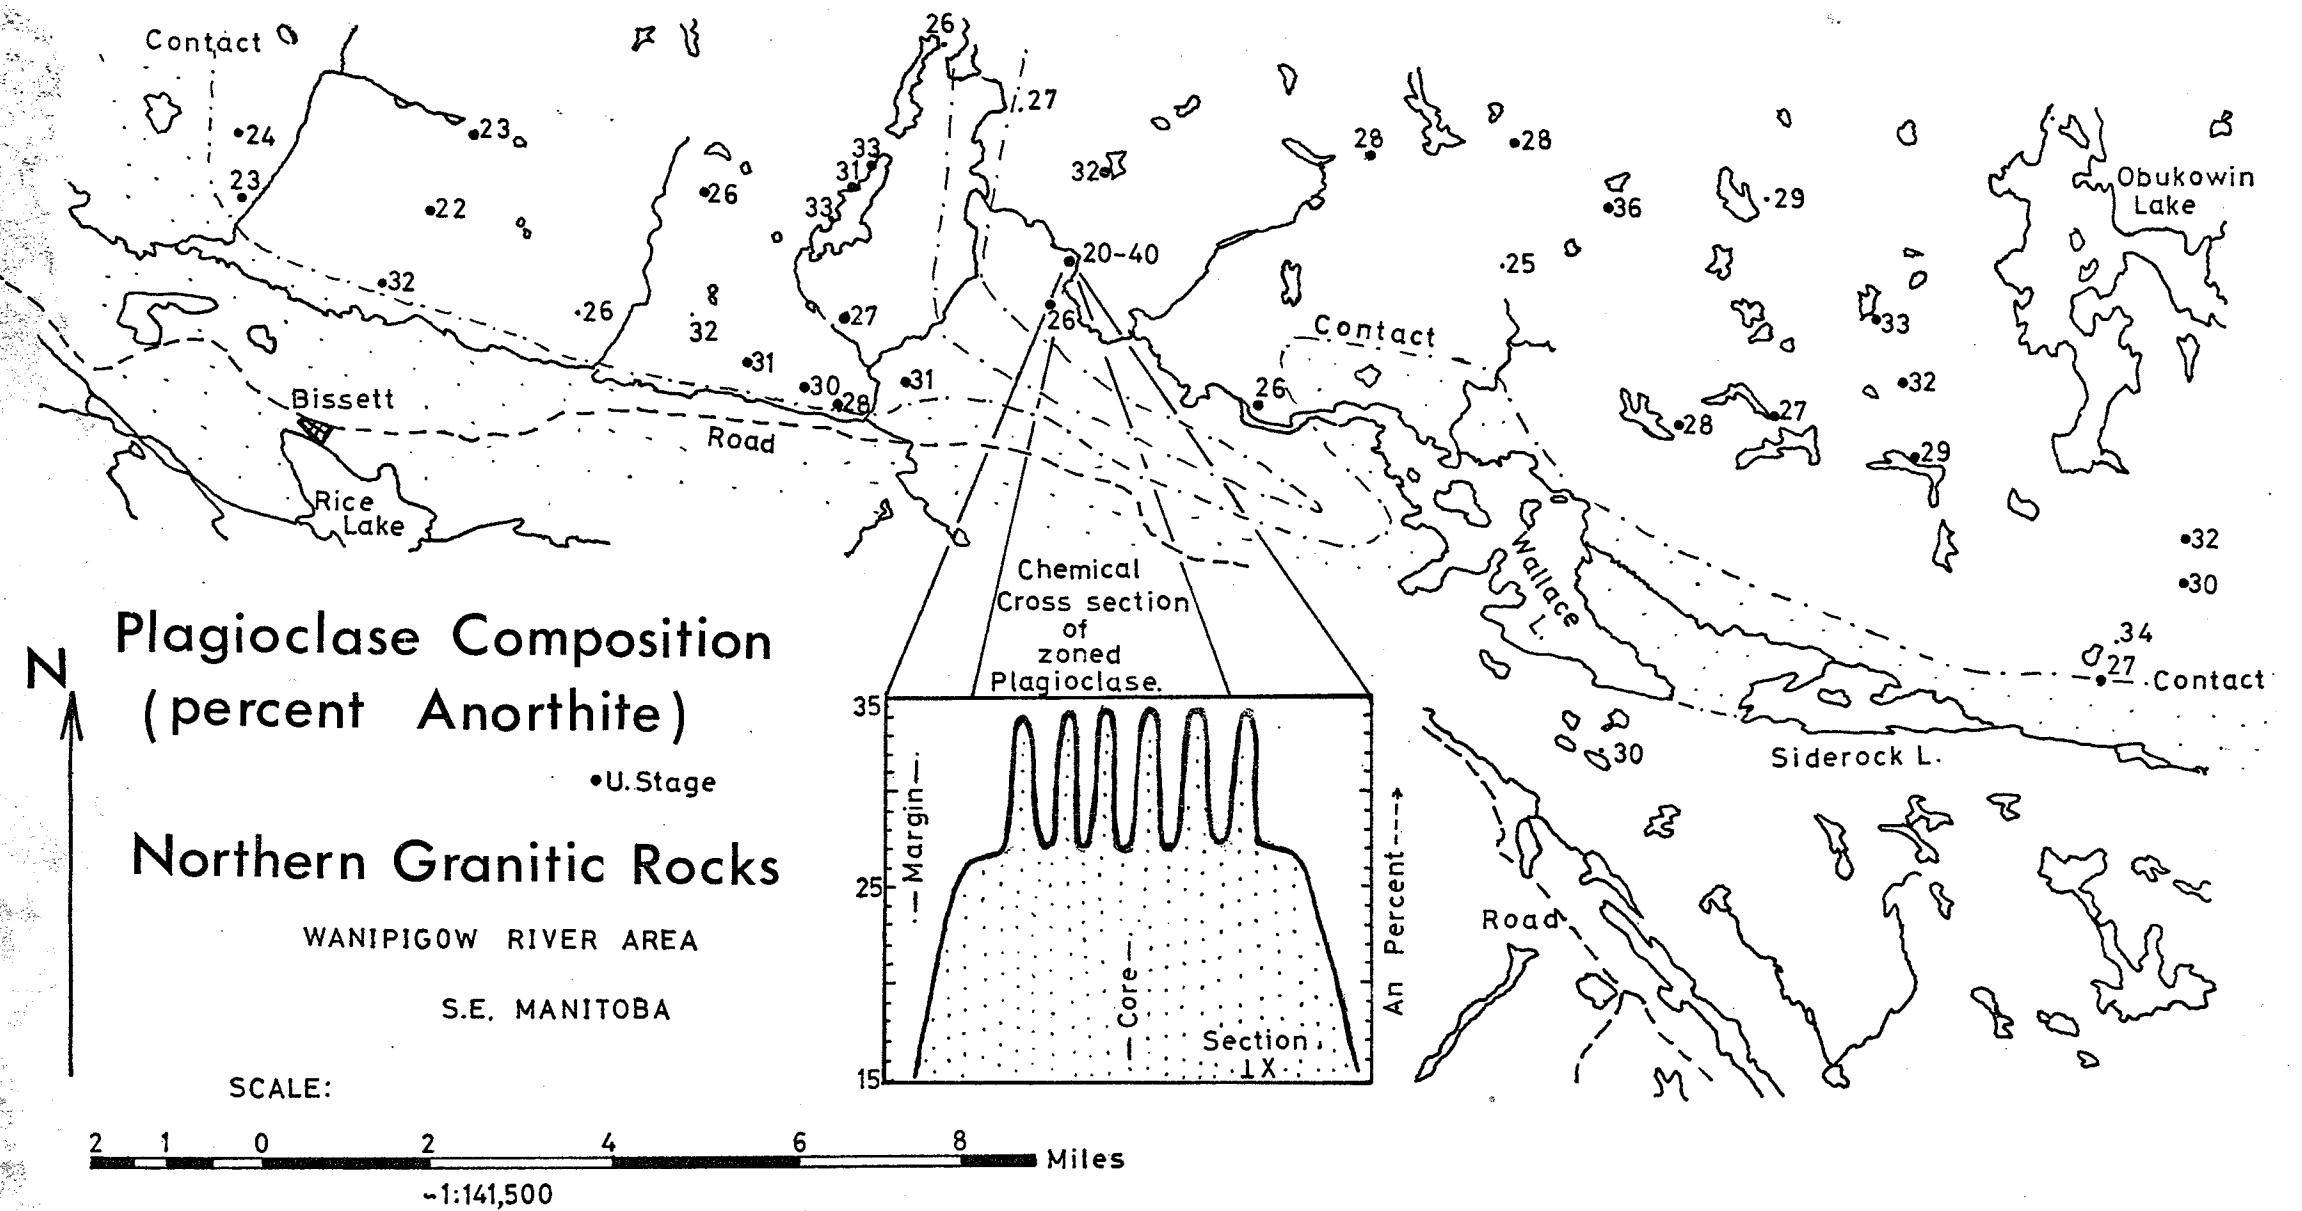 Contact
26
27
24
23
23
22
32
26
26
32
33
31
33
27
31
30
28
31
32
28
28
36
29
25
20-40
26
Contact
26
33
32
27
28
29
32
30
34
27
Contact
30
Obukowin
Lake
Bissett
Road
Rice
Lake
Wallace
L.
Siderock L.
Road
Chemical
Cross section
of
zoned
Plagioclase.
35
25
15
Margin
Core
Section
⊥X
An Percent
N
Plagioclase Composition
(percent Anorthite)
•U.Stage
Northern Granitic Rocks
WANIPIGOW RIVER AREA
S.E. MANITOBA
SCALE:
2 1 0 2 4 6 8
Miles
~1:141,500